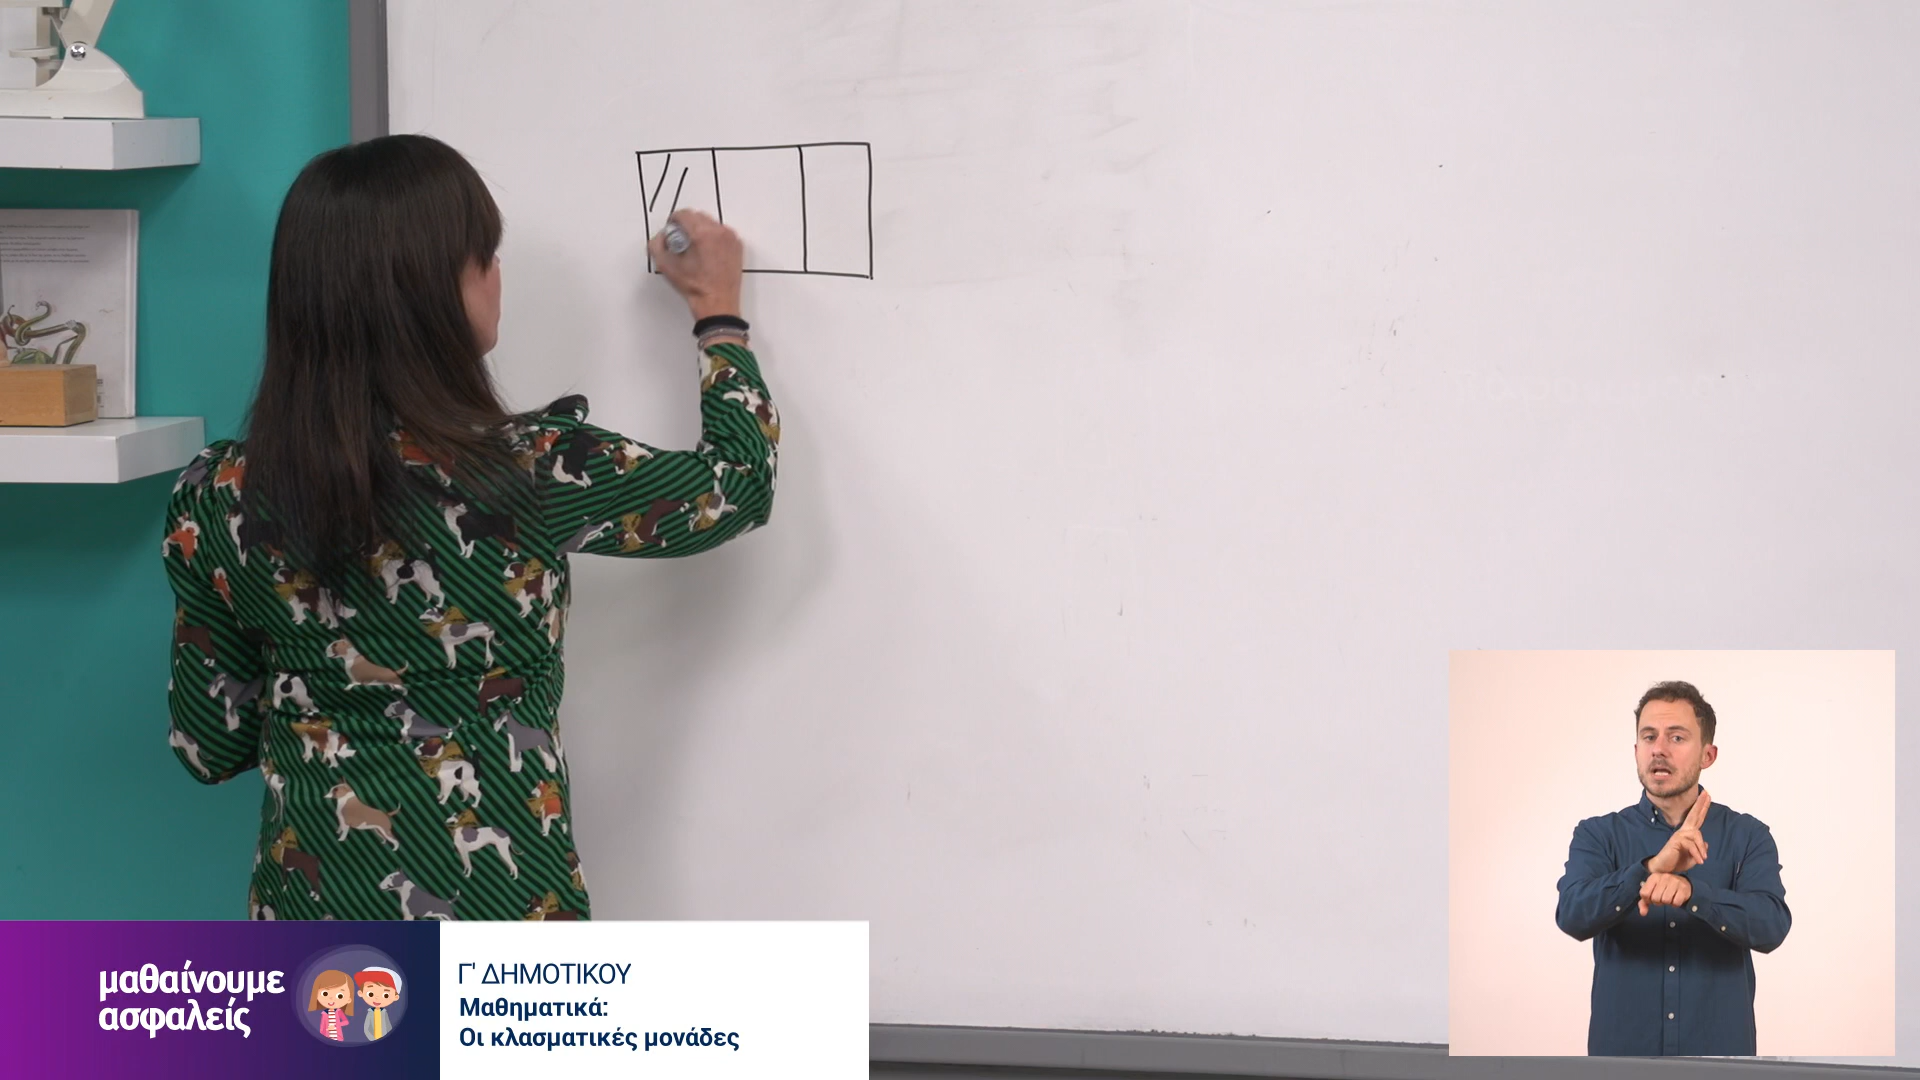 μαθαίνουμε
ασφαλείς
Γ' ΔΗΜΟΤΙΚΟΥ
Μαθηματικά:
Οι κλασματικές μονάδες